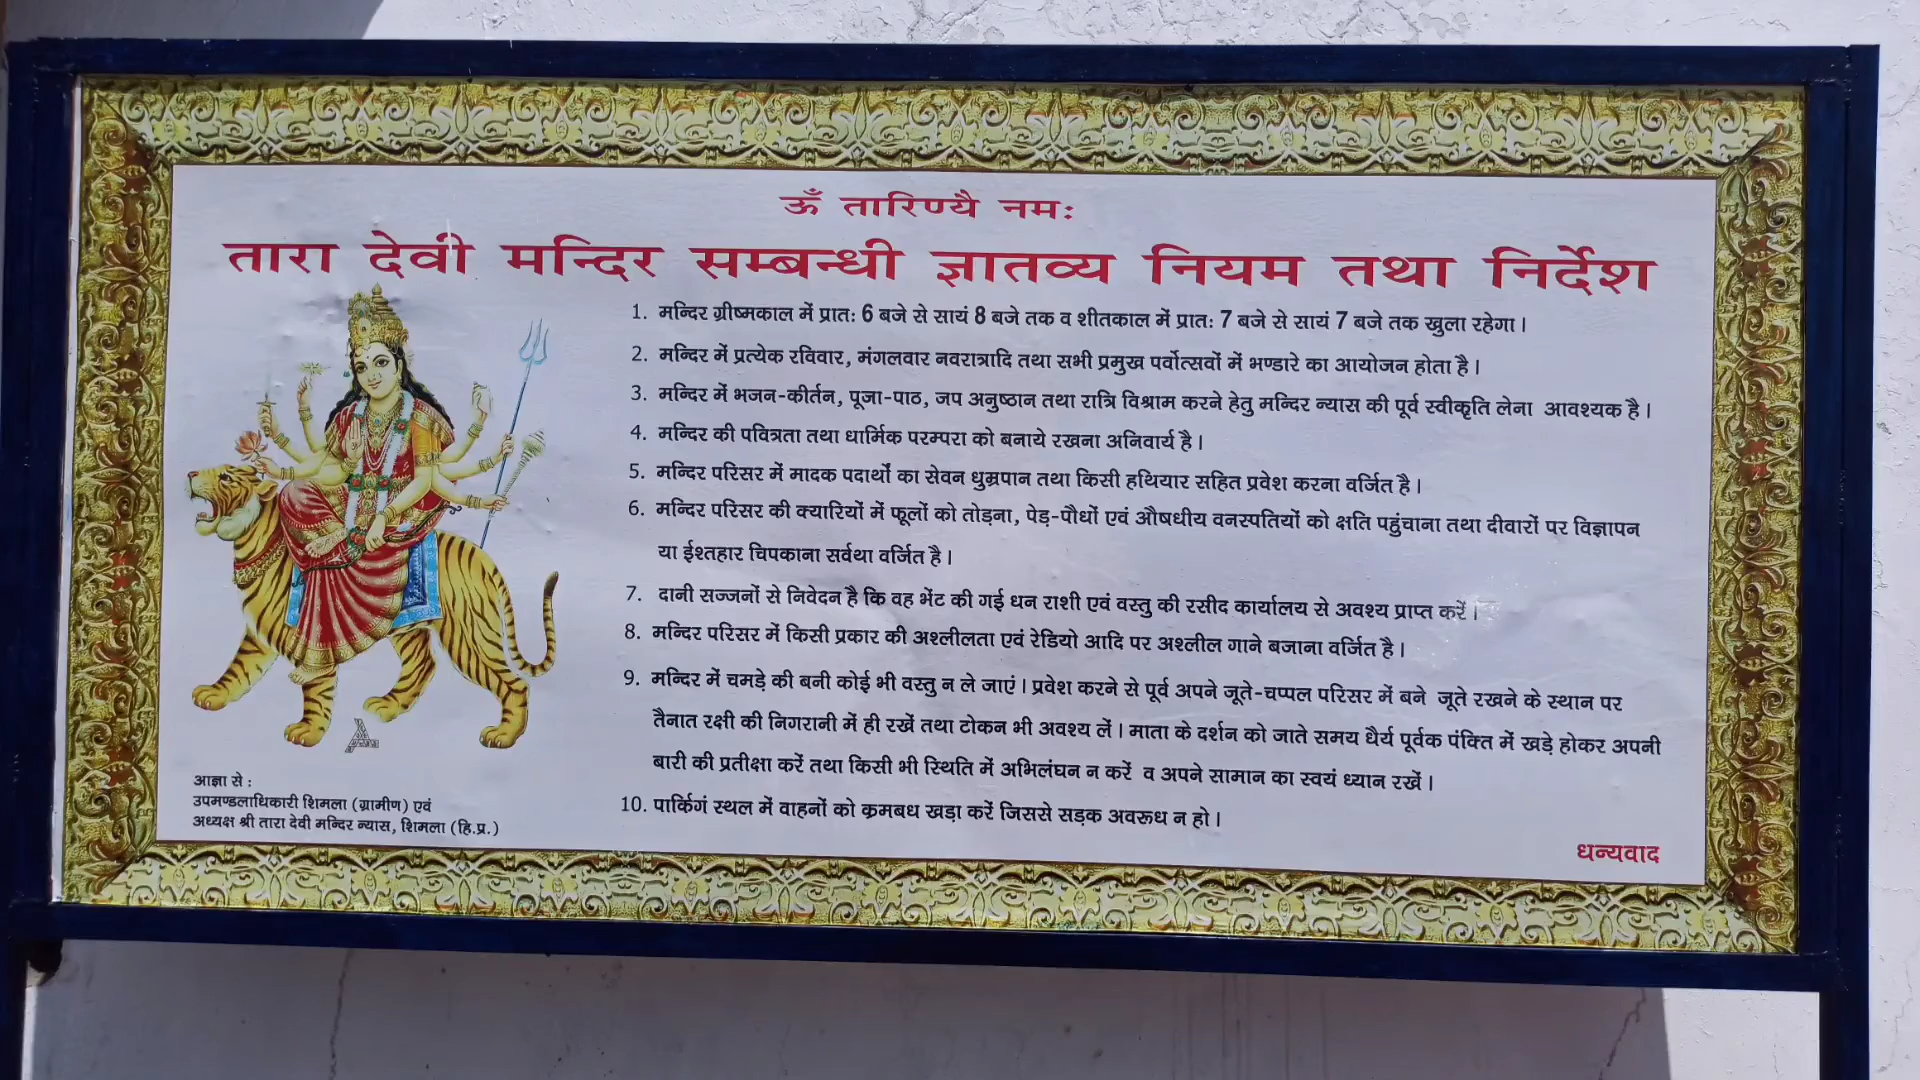 ॐ तारिण्यै नमः
तारा देवी मन्दिर सम्बन्धी ज्ञातव्य नियम तथा निर्देश
1. मन्दिर ग्रीष्मकाल में प्रातः 6 बजे से सायं 8 बजे तक व शीतकाल में प्रातः 7 बजे से सायं 7 बजे तक खुला रहेगा।
2. मन्दिर में प्रत्येक रविवार, मंगलवार नवरात्रादि तथा सभी प्रमुख पर्वोत्सवों में भण्डारे का आयोजन होता है।
3. मन्दिर में भजन-कीर्तन, पूजा-पाठ, जप अनुष्ठान तथा रात्रि विश्राम करने हेतु मन्दिर न्यास की पूर्व स्वीकृति लेना आवश्यक है।
4. मन्दिर की पवित्रता तथा धार्मिक परम्परा को बनाये रखना अनिवार्य है।
5. मन्दिर परिसर में मादक पदार्थों का सेवन धुम्रपान तथा किसी हथियार सहित प्रवेश करना वर्जित है।
6. मन्दिर परिसर की क्यारियों में फूलों को तोड़ना, पेड़-पौधों एवं औषधीय वनस्पतियों को क्षति पहुंचाना तथा दीवारों पर विज्ञापन
या ईश्तहार चिपकाना सर्वथा वर्जित है।
7. दानी सज्जनों से निवेदन है कि वह भेंट की गई धन राशी एवं वस्तु की रसीद कार्यालय से अवश्य प्राप्त करें।
8. मन्दिर परिसर में किसी प्रकार की अश्लीलता एवं रेडियो आदि पर अश्लील गाने बजाना वर्जित है।
9. मन्दिर में चमड़े की बनी कोई भी वस्तु न ले जाएं। प्रवेश करने से पूर्व अपने जूते-चप्पल परिसर में बने जूते रखने के स्थान पर
तैनात रक्षी की निगरानी में ही रखें तथा टोकन भी अवश्य लें। माता के दर्शन को जाते समय धैर्य पूर्वक पंक्ति में खड़े होकर अपनी
बारी की प्रतीक्षा करें तथा किसी भी स्थिति में अभिलंघन न करें व अपने सामान का स्वयं ध्यान रखें।
10. पार्किगं स्थल में वाहनों को क्रमबध खड़ा करें जिससे सड़क अवरूध न हो।
आज्ञा से :
उपमण्डलाधिकारी शिमला (ग्रामीण) एवं
अध्यक्ष श्री तारा देवी मन्दिर न्यास, शिमला (हि.प्र.)
धन्यवाद